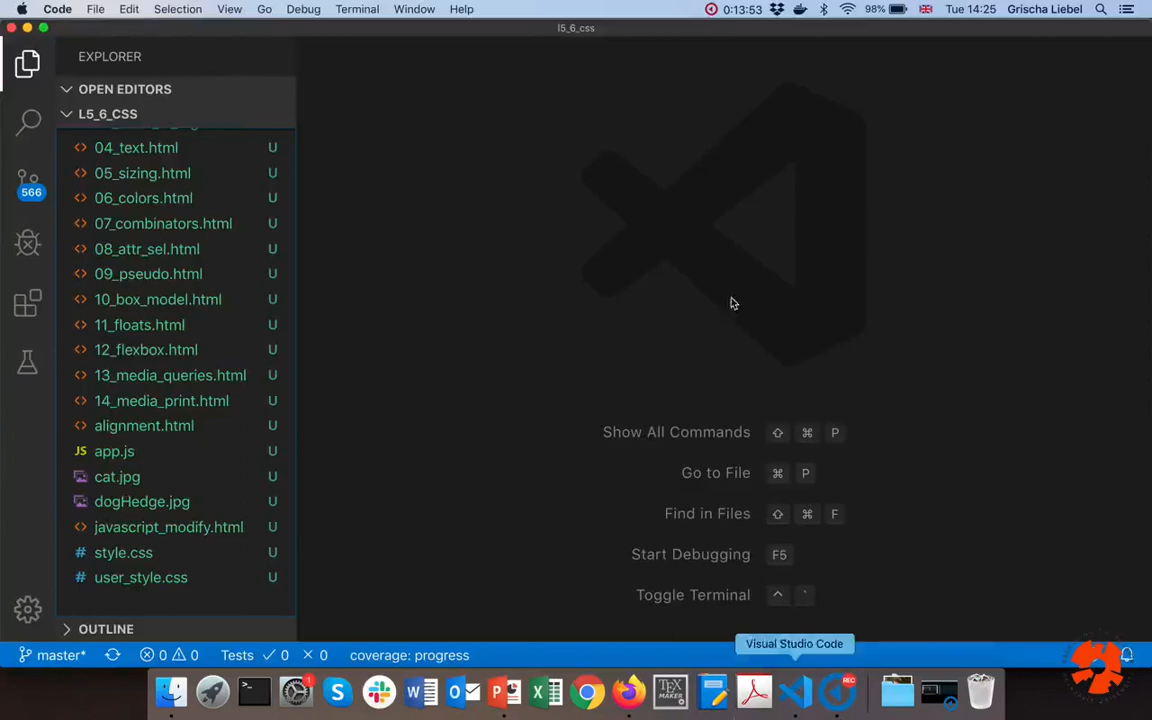 Code File Edit Selection View Go Debug Terminal Window Help 0:13:53 98% Tue 14:25 Grischa Liebel
l5_6_css
EXPLORER
OPEN EDITORS
L5_6_CSS
04_text.html U
05_sizing.html U
06_colors.html U
07_combinators.html U
08_attr_sel.html U
09_pseudo.html U
10_box_model.html U
11_floats.html U
12_flexbox.html U
13_media_queries.html U
14_media_print.html U
alignment.html U
JS app.js U
cat.jpg U
dogHedge.jpg U
javascript_modify.html U
# style.css U
# user_style.css U
OUTLINE
566
Show All Commands ⇧ ⌘ P
Go to File ⌘ P
Find in Files ⇧ ⌘ F
Start Debugging F5
Toggle Terminal ^ `
Visual Studio Code
master* 0 0 Tests ✓ 0 × 0 coverage: progress
1
REC